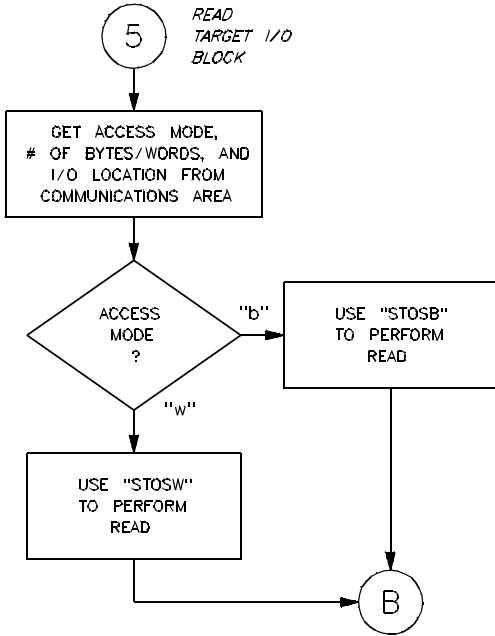 5
READ
TARGET I/O
BLOCK
GET ACCESS MODE,
# OF BYTES/WORDS, AND
I/O LOCATION FROM
COMMUNICATIONS AREA
ACCESS
MODE
?
"b"
USE "STOSB"
TO PERFORM
READ
"w"
USE "STOSW"
TO PERFORM
READ
B